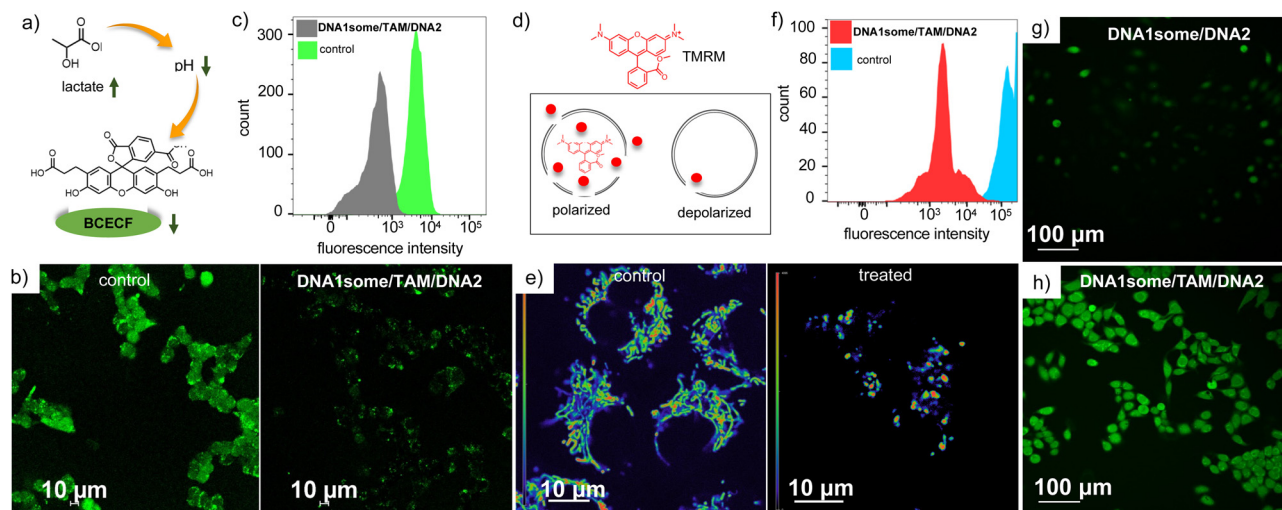 a)
OH
O
OH
lactate
pH
O
O
O
O
O
HO
OH
O
HO
O
OH
BCECF
c)
DNA1some/TAM/DNA2
control
count
300
200
100
0
0
10³
10⁴
10⁵
fluorescence intensity
d)
N
O
N⁺
O
O
TMRM
polarized
depolarized
f)
DNA1some/TAM/DNA2
control
count
100
80
60
40
20
0
0
10³
10⁴
10⁵
fluorescence intensity
g)
DNA1some/DNA2
100 µm
b)
control
10 µm
DNA1some/TAM/DNA2
10 µm
e)
control
10 µm
treated
10 µm
h)
DNA1some/TAM/DNA2
100 µm